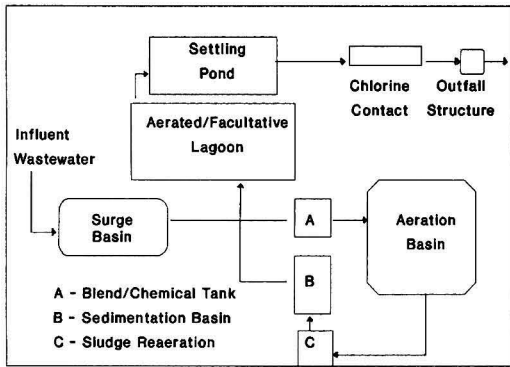 Settling
Pond
Chlorine
Contact
Outfall
Structure
Aerated/Facultative
Lagoon
Influent
Wastewater
Surge
Basin
A
Aeration
Basin
B
C
A - Blend/Chemical Tank
B - Sedimentation Basin
C - Sludge Reaeration